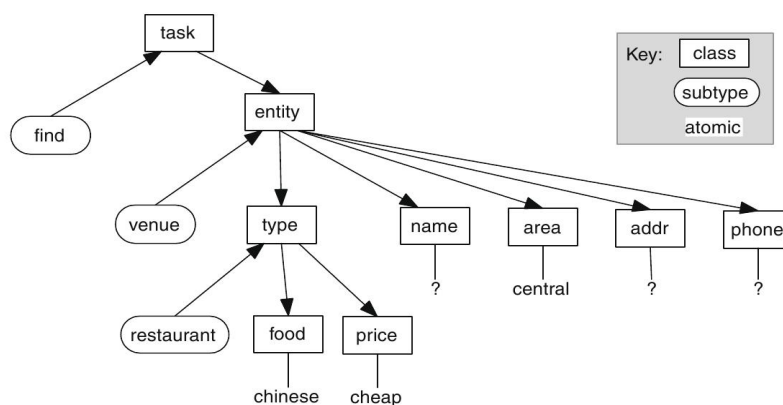 task
Key: class
subtype
atomic
entity
find
venue
type
name
area
addr
phone
?
central
?
?
restaurant
food
price
chinese
cheap